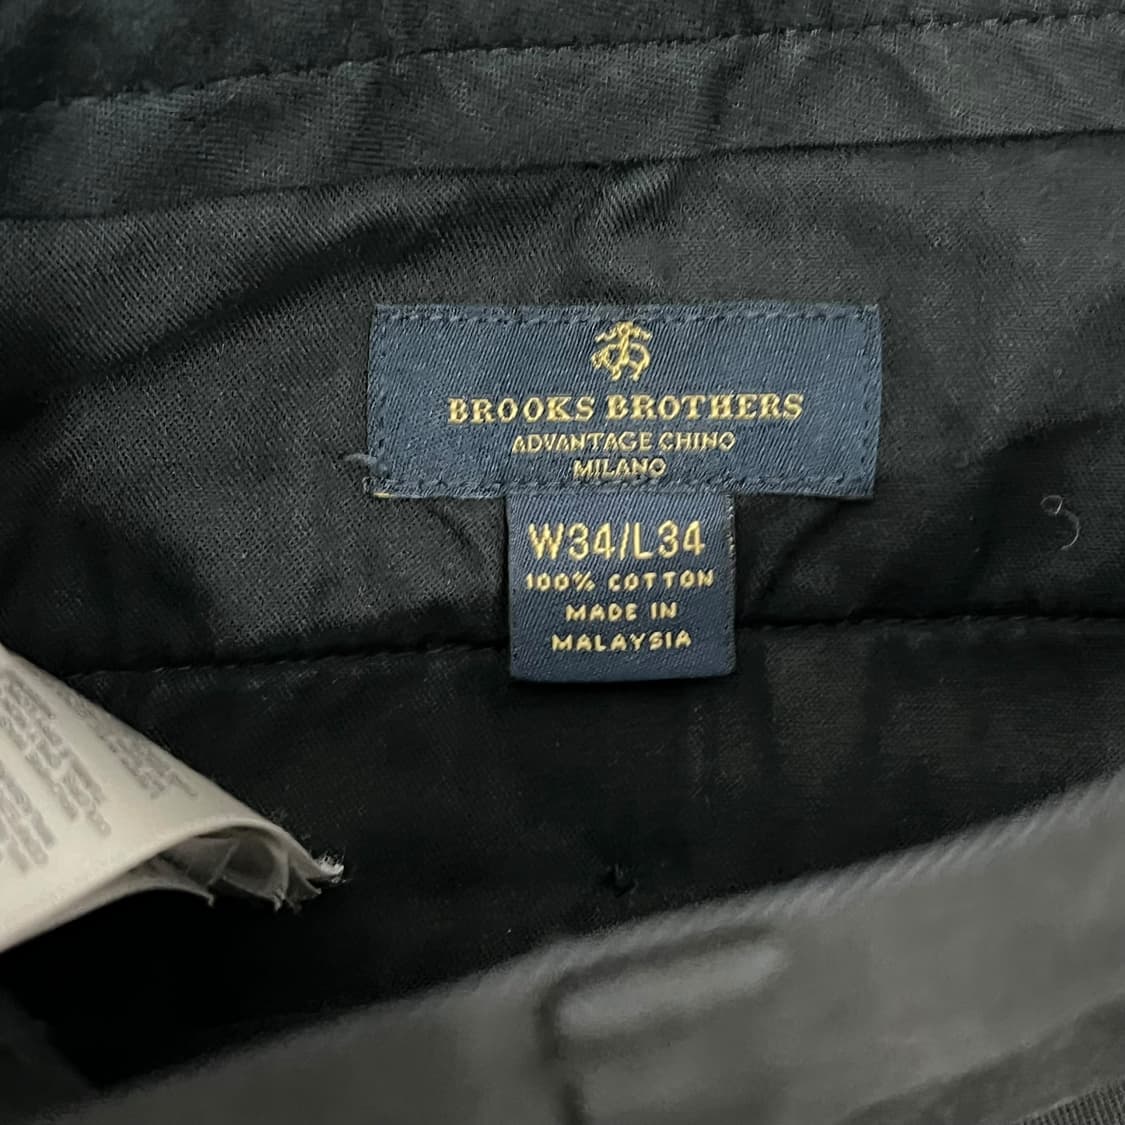 BROOKS BROTHERS
ADVANTAGE CHINO
MILANO
W34/L34
100% COTTON
MADE IN
MALAYSIA